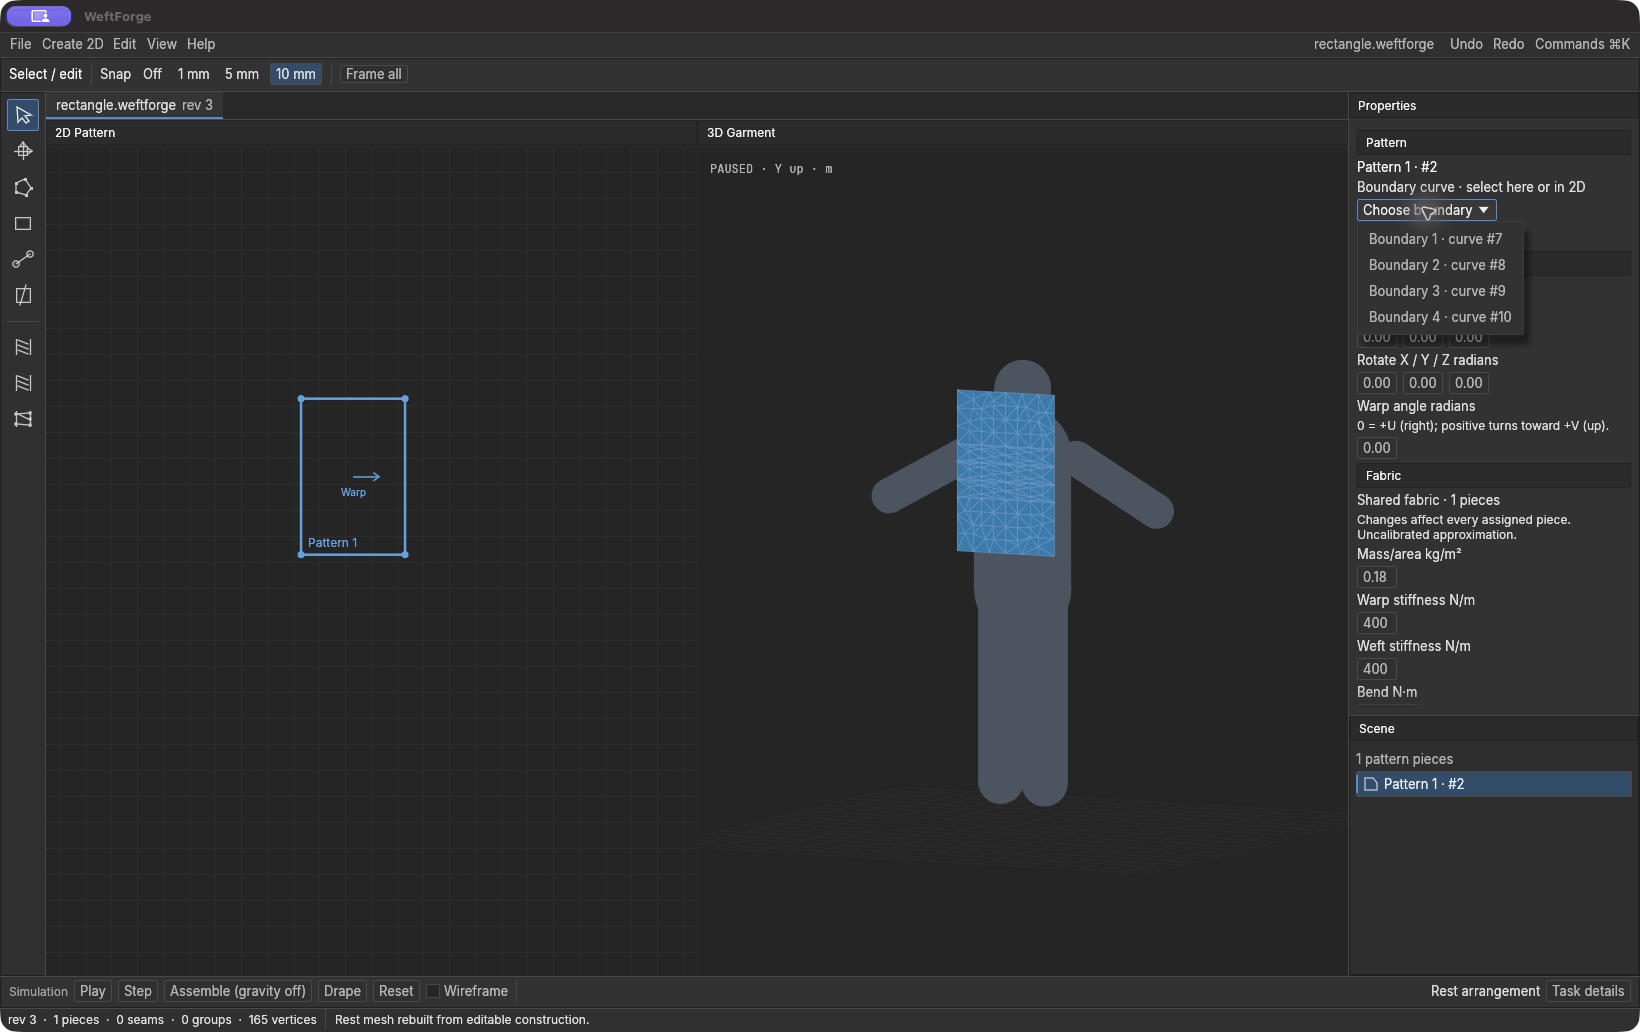 WeftForge
File Create 2D Edit View Help
rectangle.weftforge Undo Redo Commands ⌘K
Select / edit Snap Off 1 mm 5 mm 10 mm Frame all
rectangle.weftforge rev 3
Properties
2D Pattern
3D Garment
PAUSED · Y up · m
Warp
Pattern 1
Pattern
Pattern 1 · #2
Boundary curve · select here or in 2D
Choose boundary
Boundary 1 · curve #7
Boundary 2 · curve #8
Boundary 3 · curve #9
Boundary 4 · curve #10
0.00 0.00 0.00
Rotate X / Y / Z radians
0.00 0.00 0.00
Warp angle radians
0 = +U (right); positive turns toward +V (up).
0.00
Fabric
Shared fabric · 1 pieces
Changes affect every assigned piece.
Uncalibrated approximation.
Mass/area kg/m²
0.18
Warp stiffness N/m
400
Weft stiffness N/m
400
Bend N·m
Scene
1 pattern pieces
Pattern 1 · #2
Simulation Play Step Assemble (gravity off) Drape Reset Wireframe
Rest arrangement Task details
rev 3 · 1 pieces · 0 seams · 0 groups · 165 vertices Rest mesh rebuilt from editable construction.